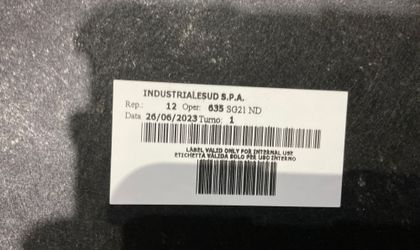 INDUSTRIALESUD S.P.A.
Rep.: 12 Oper: 635 SG21 ND
Data 26/06/2023 Turno: 1
LABEL VALID ONLY FOR INTERNAL USE
ETICHETTA VALIDA SOLO PER USO INTERNO